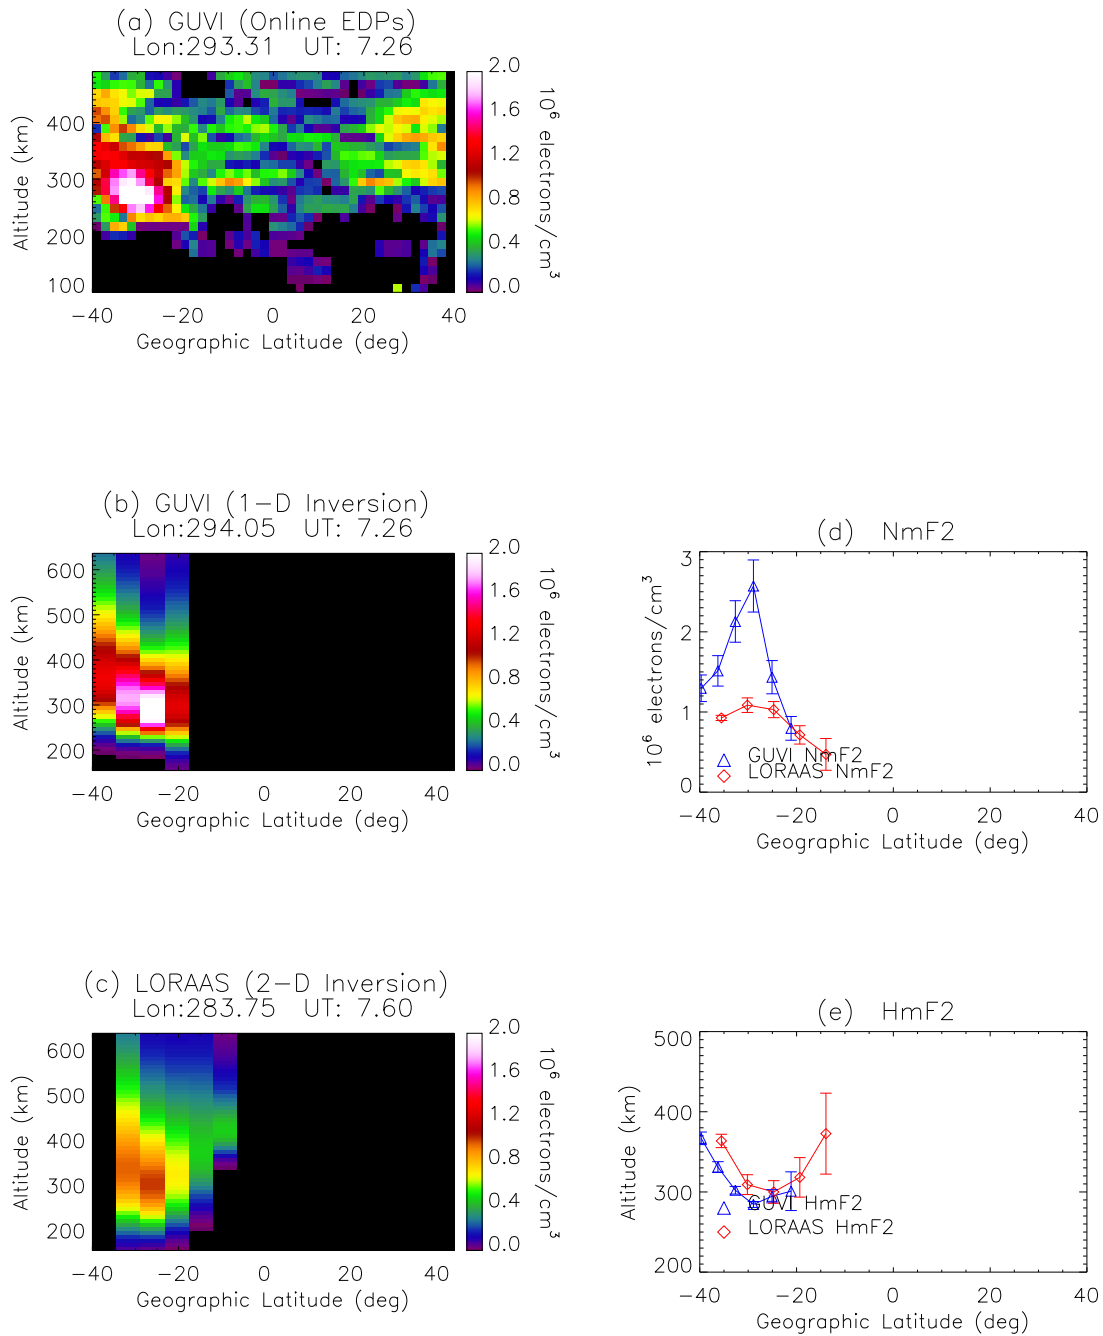 (a) GUVI (Online EDPs)
Lon:293.31 UT: 7.26
Altitude (km)
400
300
200
100
-40 -20 0 20 40
Geographic Latitude (deg)
2.0
1.6
1.2
0.8
0.4
0.0
10^6 electrons/cm^3
(b) GUVI (1-D Inversion)
Lon:294.05 UT: 7.26
Altitude (km)
600
500
400
300
200
-40 -20 0 20 40
Geographic Latitude (deg)
2.0
1.6
1.2
0.8
0.4
0.0
10^6 electrons/cm^3
(d) NmF2
10^6 electrons/cm^3
3
2
1
0
GUVI NmF2
LORAAS NmF2
-40 -20 0 20 40
Geographic Latitude (deg)
(c) LORAAS (2-D Inversion)
Lon:283.75 UT: 7.60
Altitude (km)
600
500
400
300
200
-40 -20 0 20 40
Geographic Latitude (deg)
2.0
1.6
1.2
0.8
0.4
0.0
10^6 electrons/cm^3
(e) HmF2
Altitude (km)
500
400
300
200
GUVI HmF2
LORAAS HmF2
-40 -20 0 20 40
Geographic Latitude (deg)